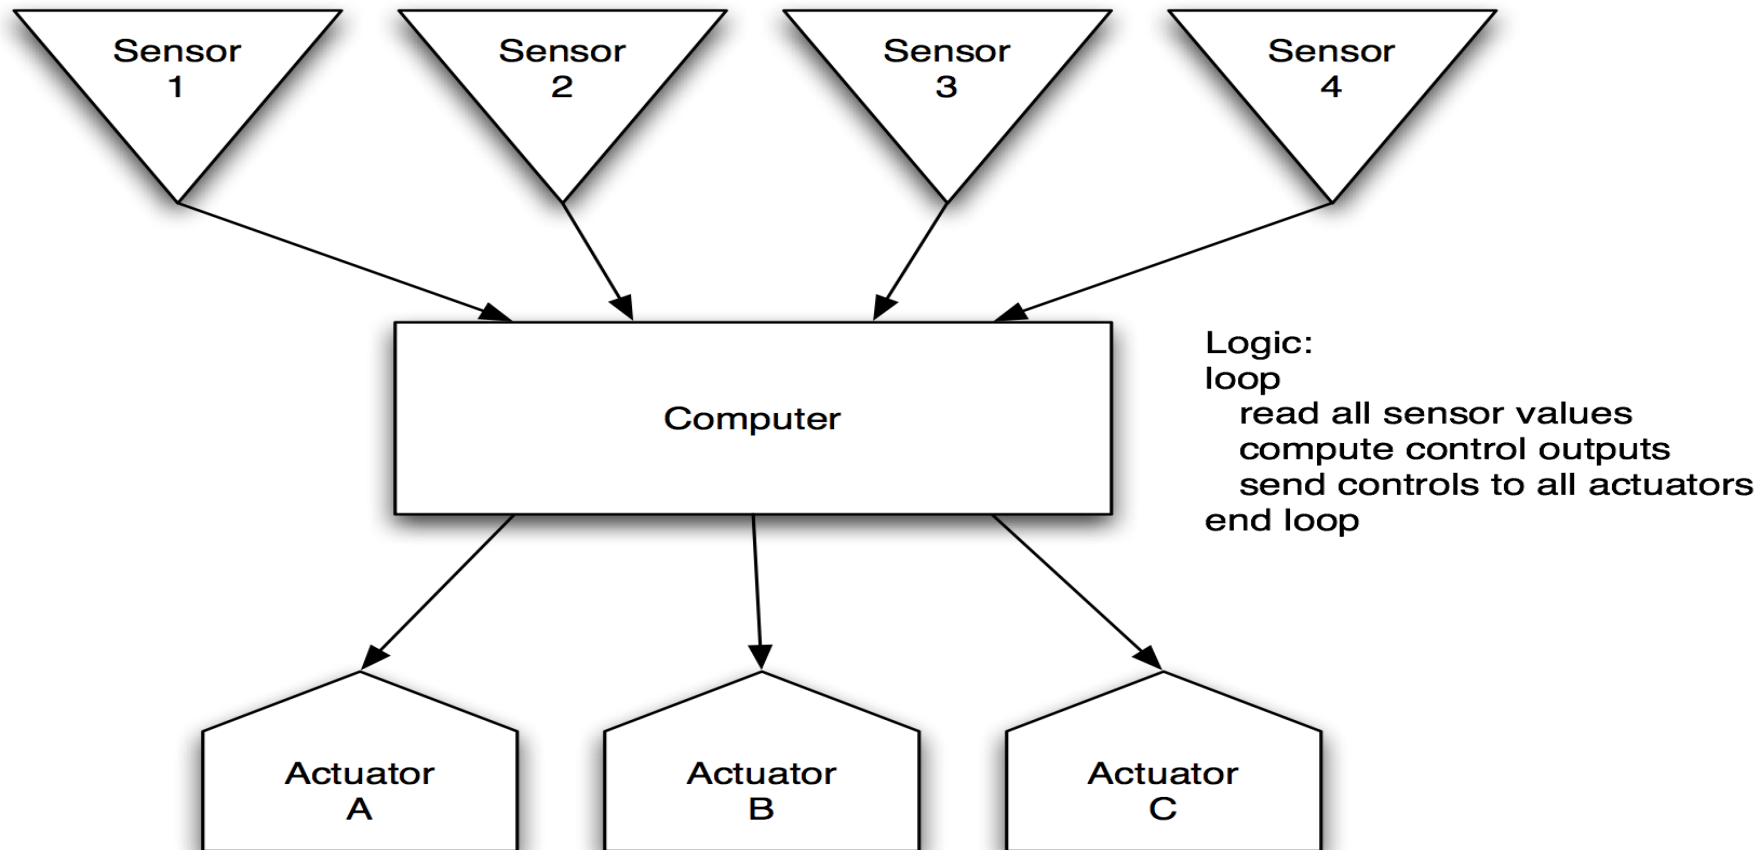 Sensor
1
Sensor
2
Sensor
3
Sensor
4
Computer
Logic:
loop
read all sensor values
compute control outputs
send controls to all actuators
end loop
Actuator
A
Actuator
B
Actuator
C